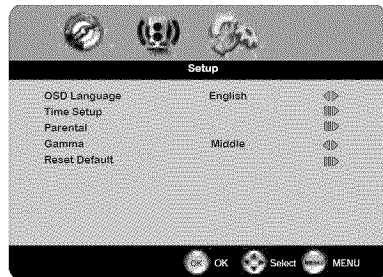 Setup
OSD Language English
Time Setup
Parental
Gamma Middle
Reset Default
OK OK Select MENU MENU